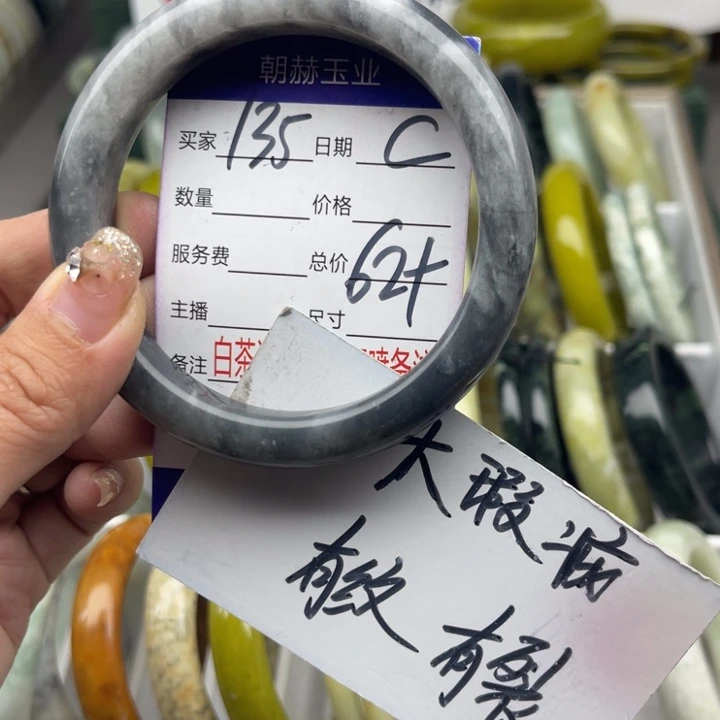 朝赫玉业
买家 135 日期 C
数量 价格
服务费 总价 62+
主播 尺寸
备注 白茶
大瑕疵
有纹 有裂